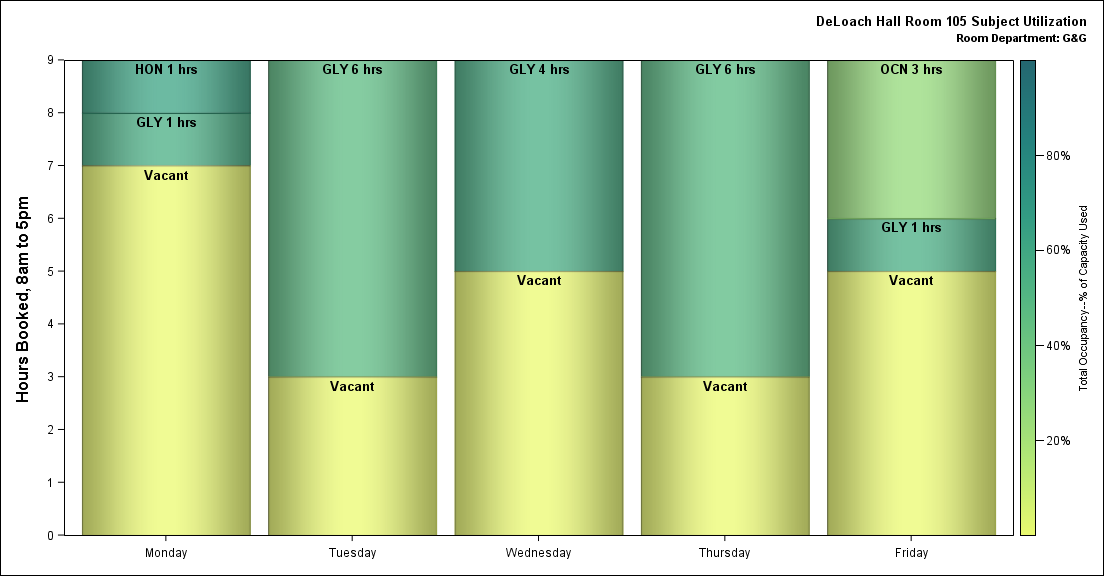 DeLoach Hall Room 105 Subject Utilization
Room Department: G&G
Hours Booked, 8am to 5pm
9
8
7
6
5
4
3
2
1
0
HON 1 hrs
GLY 1 hrs
Vacant
GLY 6 hrs
Vacant
GLY 4 hrs
Vacant
GLY 6 hrs
Vacant
OCN 3 hrs
GLY 1 hrs
Vacant
Monday
Tuesday
Wednesday
Thursday
Friday
80%
60%
40%
20%
Total Occupancy--% of Capacity Used